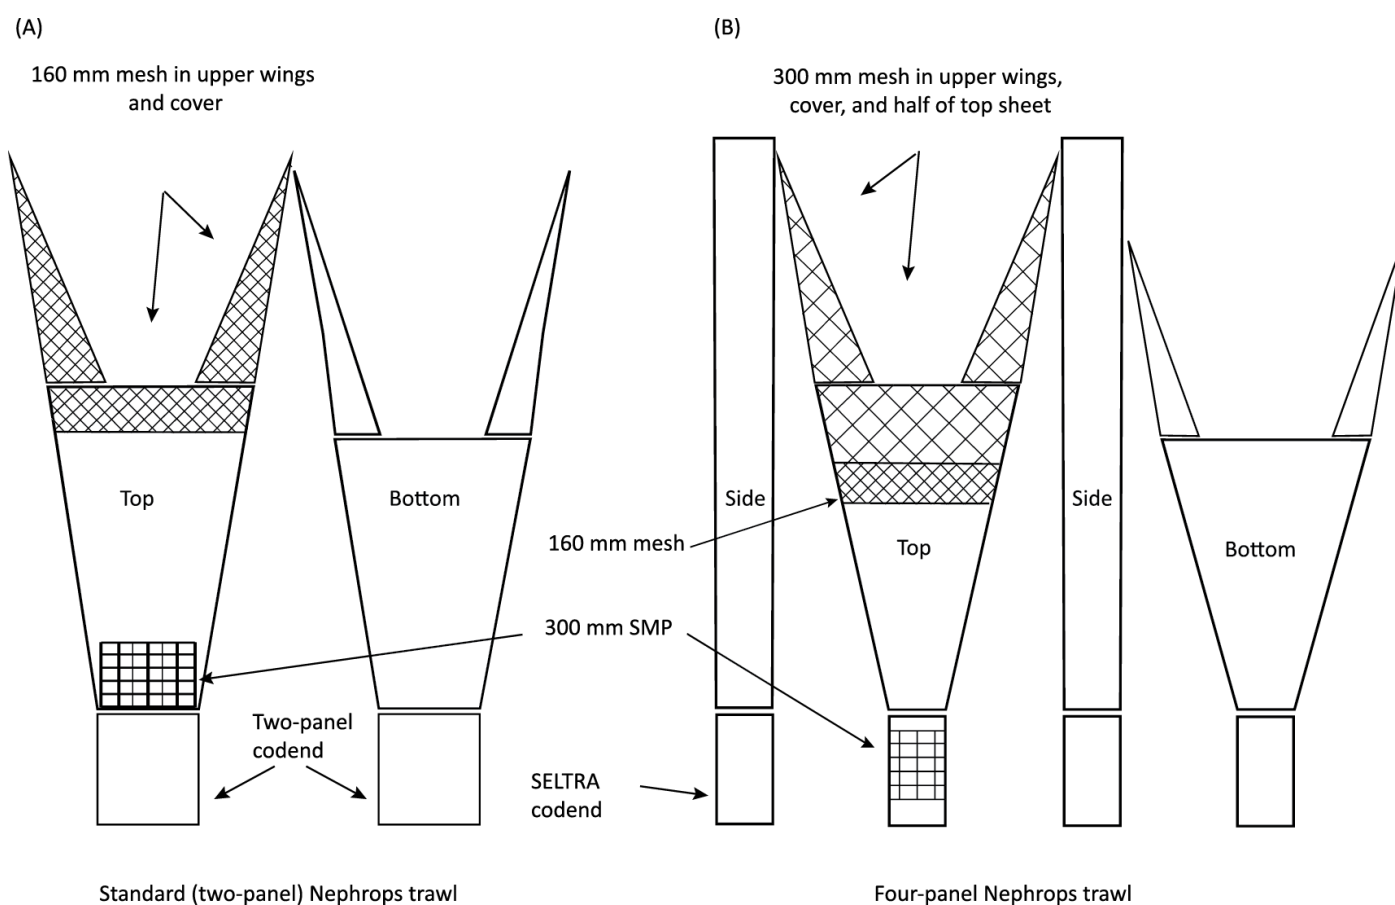 (A)
160 mm mesh in upper wings
and cover
Top
Bottom
Two-panel
codend
Standard (two-panel) Nephrops trawl
160 mm mesh
300 mm SMP
SELTRA
codend
(B)
300 mm mesh in upper wings,
cover, and half of top sheet
Side
Top
Side
Bottom
Four-panel Nephrops trawl